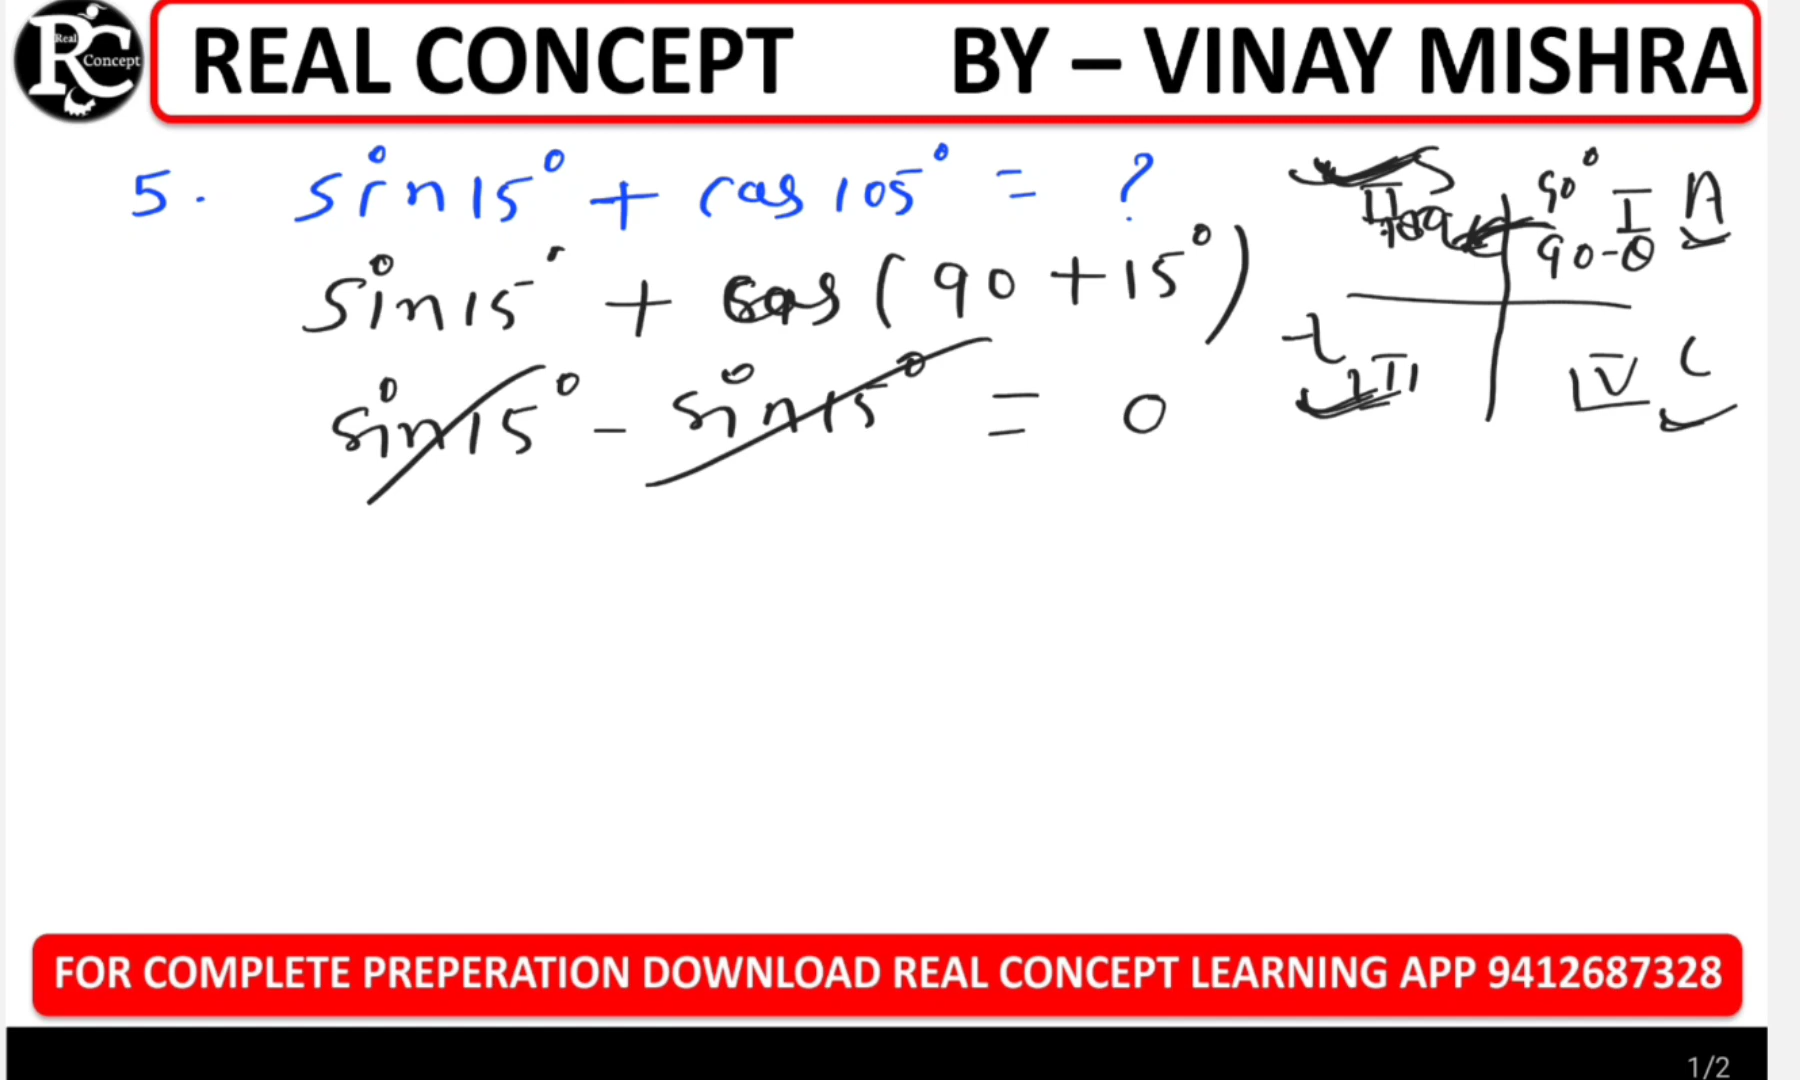 Real
Concept
REAL CONCEPT BY – VINAY MISHRA
5. sin15° + cos105° = ?
sin15° + cos(90+15°)
sin15° - sin15° = 0
S II 90° I A
90-θ
t III IV C
FOR COMPLETE PREPERATION DOWNLOAD REAL CONCEPT LEARNING APP 9412687328
1/2